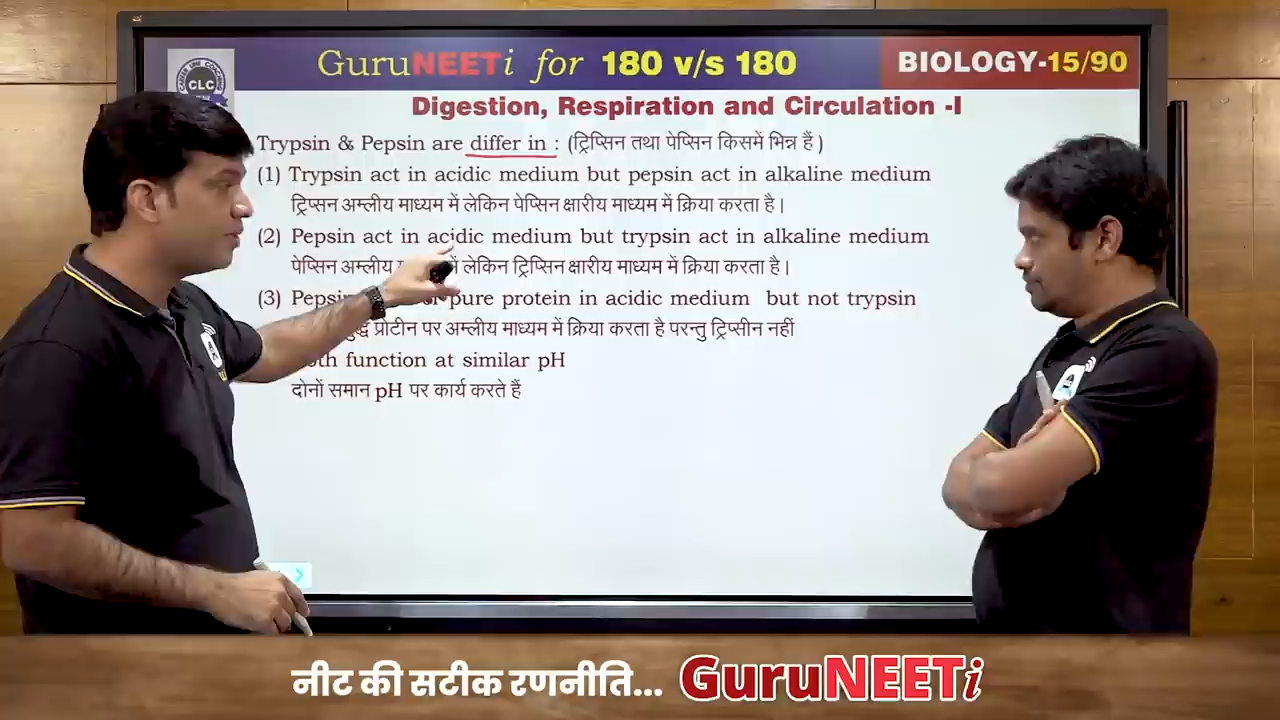 GuruNEETi for 180 v/s 180
BIOLOGY-15/90
CAREER LINE COACHING
CLC
Digestion, Respiration and Circulation -I
Trypsin & Pepsin are differ in : (ट्रिप्सिन तथा पेप्सिन किसमें भिन्न हैं)
(1) Trypsin act in acidic medium but pepsin act in alkaline medium
ट्रिप्सन अम्लीय माध्यम में लेकिन पेप्सिन क्षारीय माध्यम में क्रिया करता है।
(2) Pepsin act in acidic medium but trypsin act in alkaline medium
पेप्सिन अम्लीय में लेकिन ट्रिप्सिन क्षारीय माध्यम में क्रिया करता है।
(3) pure protein in acidic medium but not trypsin
प्रोटीन पर अम्लीय माध्यम में क्रिया करता है परन्तु ट्रिप्सीन नहीं
function at similar pH
दोनों समान pH पर कार्य करते हैं
नीट की सटीक रणनीति... GuruNEETi